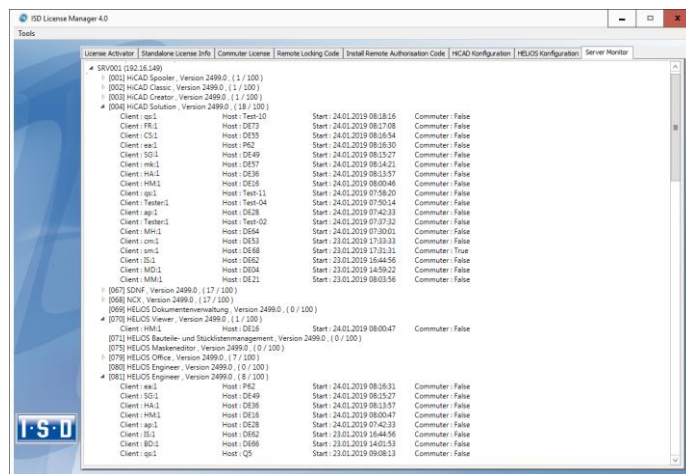 ISD License Manager 4.0
Tools
License Activator | Standalone License Info | Commuter License | Remote Locking Code | Install Remote Authorisation Code | HiCAD Konfiguration | HELiOS Konfiguration | Server Monitor
SRV001 (192.16.149)
[001] HiCAD Spooler , Version 2499.0 , ( 1 / 100 )
[002] HiCAD Classic , Version 2499.0 , ( 1 / 100 )
[003] HiCAD Creator , Version 2499.0 , ( 1 / 100 )
[004] HiCAD Solution , Version 2499.0 , ( 18 / 100 )
Client : qs:1 Host : Test-10 Start : 24.01.2019 08:18:16 Commuter : False
Client : FR:1 Host : DE73 Start : 24.01.2019 08:17:08 Commuter : False
Client : CS:1 Host : DE55 Start : 24.01.2019 08:16:54 Commuter : False
Client : ea:1 Host : P62 Start : 24.01.2019 08:16:30 Commuter : False
Client : SG:1 Host : DE49 Start : 24.01.2019 08:15:27 Commuter : False
Client : mk:1 Host : DE57 Start : 24.01.2019 08:14:21 Commuter : False
Client : HA:1 Host : DE36 Start : 24.01.2019 08:13:57 Commuter : False
Client : HM:1 Host : DE16 Start : 24.01.2019 08:00:46 Commuter : False
Client : qs:1 Host : Test-11 Start : 24.01.2019 07:58:20 Commuter : False
Client : Tester:1 Host : Test-04 Start : 24.01.2019 07:50:14 Commuter : False
Client : ap:1 Host : DE28 Start : 24.01.2019 07:42:33 Commuter : False
Client : Tester:1 Host : Test-02 Start : 24.01.2019 07:37:32 Commuter : False
Client : MH:1 Host : DE64 Start : 24.01.2019 07:30:01 Commuter : False
Client : cm:1 Host : DE53 Start : 23.01.2019 17:33:33 Commuter : False
Client : sm:1 Host : DE68 Start : 23.01.2019 17:31:31 Commuter : True
Client : IS:1 Host : DE62 Start : 23.01.2019 16:44:56 Commuter : False
Client : MD:1 Host : DE04 Start : 23.01.2019 14:59:22 Commuter : False
Client : MM:1 Host : DE21 Start : 23.01.2019 08:03:56 Commuter : False
[067] SDNF , Version 2499.0 , ( 17 / 100 )
[068] NCX , Version 2499.0 , ( 17 / 100 )
[069] HELiOS Dokumentenverwaltung , Version 2499.0 , ( 0 / 100 )
[070] HELiOS Viewer , Version 2499.0 , ( 1 / 100 )
Client : HM:1 Host : DE16 Start : 24.01.2019 08:00:47 Commuter : False
[071] HELiOS Bauteile- und Stücklistenmanagement , Version 2499.0 , ( 0 / 100 )
[075] HELiOS Maskeneditor , Version 2499.0 , ( 0 / 100 )
[079] HELiOS Office , Version 2499.0 , ( 7 / 100 )
[080] HELiOS Engineer , Version 2499.0 , ( 0 / 100 )
[081] HELiOS Engineer , Version 2499.0 , ( 8 / 100 )
Client : ea:1 Host : P62 Start : 24.01.2019 08:16:31 Commuter : False
Client : SG:1 Host : DE49 Start : 24.01.2019 08:15:27 Commuter : False
Client : HA:1 Host : DE36 Start : 24.01.2019 08:13:57 Commuter : False
Client : HM:1 Host : DE16 Start : 24.01.2019 08:00:47 Commuter : False
Client : ap:1 Host : DE28 Start : 24.01.2019 07:42:33 Commuter : False
Client : IS:1 Host : DE62 Start : 23.01.2019 16:44:56 Commuter : False
Client : BD:1 Host : DE66 Start : 23.01.2019 14:01:53 Commuter : False
Client : qs:1 Host : Q5 Start : 23.01.2019 09:08:13 Commuter : False
I·S·D